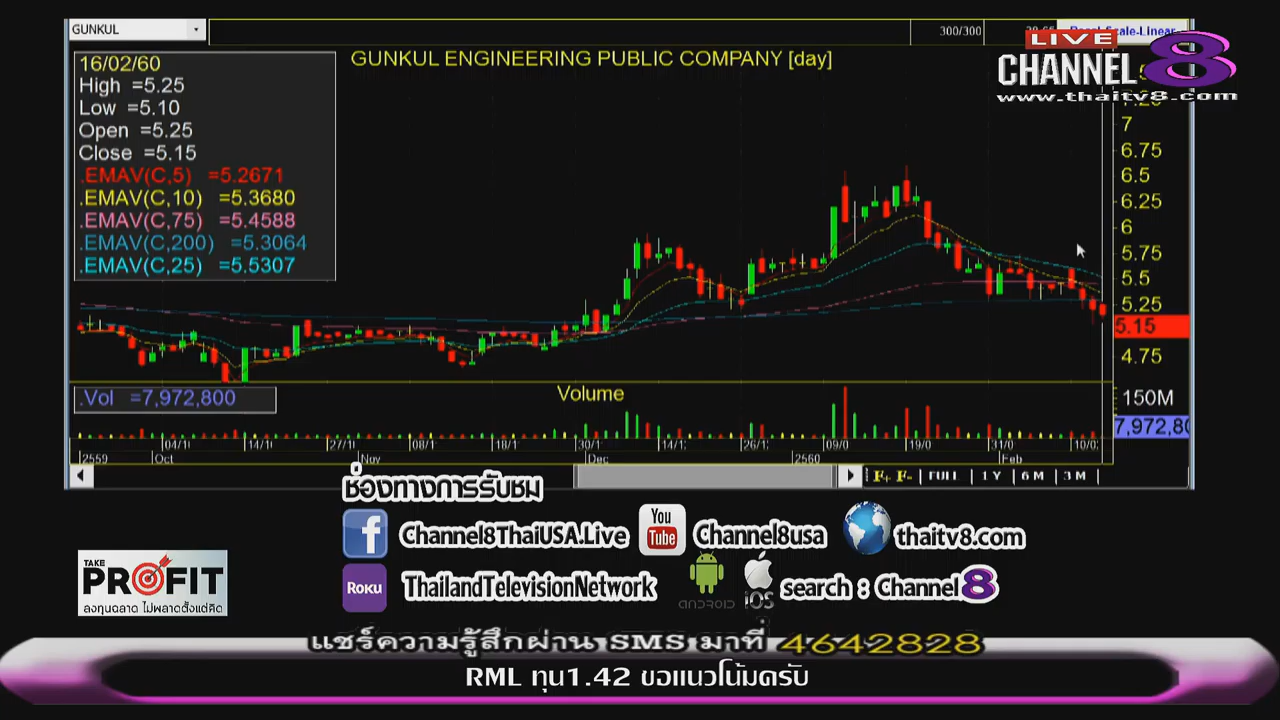 GUNKUL
300/300
LIVE
CHANNEL 8
www.thaitv8.com
GUNKUL ENGINEERING PUBLIC COMPANY [day]
16/02/60
High =5.25
Low =5.10
Open =5.25
Close =5.15
.EMAV(C,5) =5.2671
.EMAV(C,10) =5.3680
.EMAV(C,75) =5.4588
.EMAV(C,200) =5.3064
.EMAV(C,25) =5.5307
7
6.75
6.5
6.25
6
5.75
5.5
5.25
5.15
4.75
.Vol =7,972,800
Volume
150M
7,972,80
04/10 14/1 27/1 08/1 18/1 30/1 14/1 26/1 09/0 19/0 31/0 10/0
2559 Oct Nov Dec 2560 Feb
F+ F- FULL 1 Y 6 M 3 M
ช่องทางการรับชม
Channel8ThaiUSA.Live You Tube Channel8usa thaitv8.com
ROKU ThailandTelevisionNetwork ANDROID iOS search : Channel 8
TAKE PROFIT
ลงทุนฉลาด ไม่พลาดตั้งแต่คิด
แชร์ความรู้สึกผ่าน SMS มาที่ 4642828
RML ทุน1.42 ขอแนวโน้มครับ